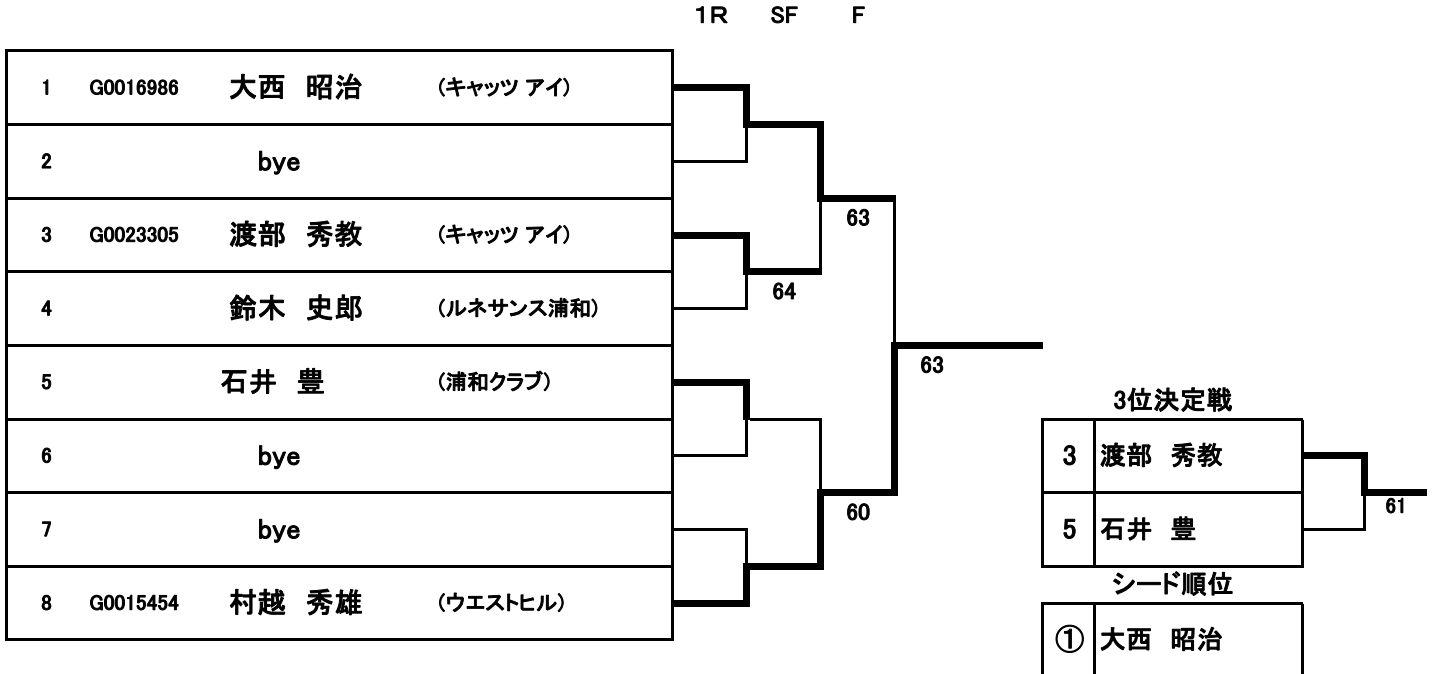 1R SF F
1 G0016986 大西 昭治 (キャッツ アイ)
2 bye
63
3 G0023305 渡部 秀教 (キャッツ アイ)
64
4 鈴木 史郎 (ルネサンス浦和)
63
5 石井 豊 (浦和クラブ)
6 bye
60
7 bye
8 G0015454 村越 秀雄 (ウエストヒル)
3位決定戦
3 渡部 秀教
61
5 石井 豊
シード順位
① 大西 昭治